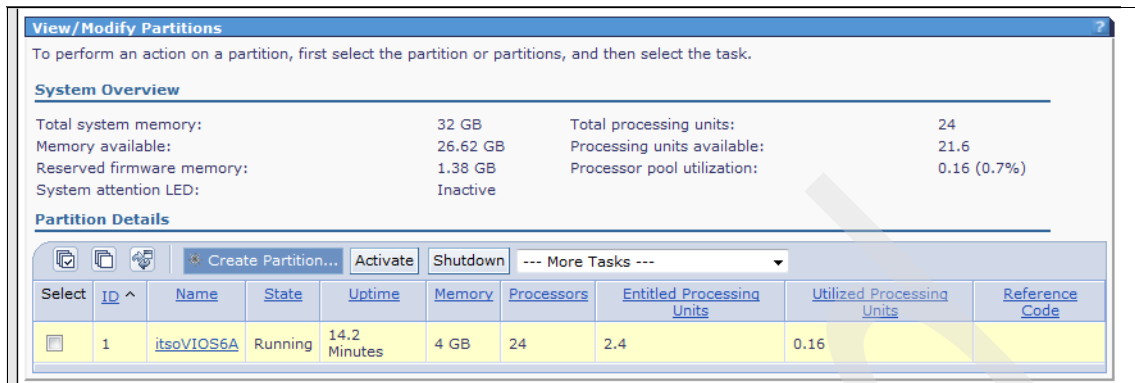 View/Modify Partitions ?
To perform an action on a partition, first select the partition or partitions, and then select the task.
System Overview
Total system memory: 32 GB Total processing units: 24
Memory available: 26.62 GB Processing units available: 21.6
Reserved firmware memory: 1.38 GB Processor pool utilization: 0.16 (0.7%)
System attention LED: Inactive
Partition Details
Create Partition... Activate Shutdown --- More Tasks ---
Select ID ^ Name State Uptime Memory Processors Entitled Processing Units Utilized Processing Units Reference Code
1 itsoVIOS6A Running 14.2 Minutes 4 GB 24 2.4 0.16